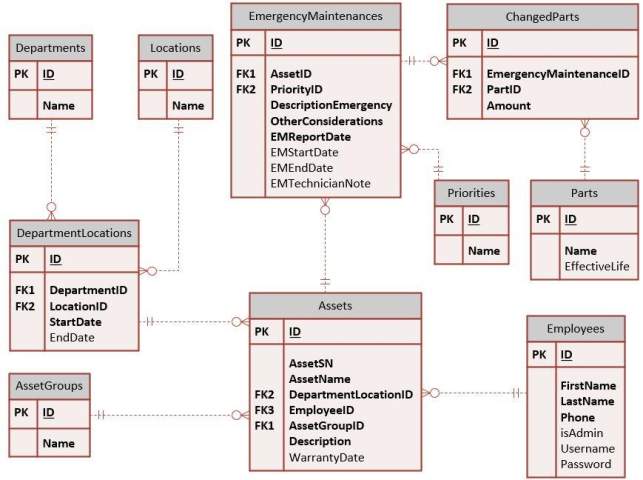 Departments
PK ID
Name
Locations
PK ID
Name
EmergencyMaintenances
PK ID
FK1 AssetID
FK2 PriorityID
DescriptionEmergency
OtherConsiderations
EMReportDate
EMStartDate
EMEndDate
EMTechnicianNote
ChangedParts
PK ID
FK1 EmergencyMaintenanceID
FK2 PartID
Amount
Priorities
PK ID
Name
Parts
PK ID
Name
EffectiveLife
DepartmentLocations
PK ID
FK1 DepartmentID
FK2 LocationID
StartDate
EndDate
Assets
PK ID
AssetSN
AssetName
FK2 DepartmentLocationID
FK3 EmployeeID
FK1 AssetGroupID
Description
WarrantyDate
Employees
PK ID
FirstName
LastName
Phone
isAdmin
Username
Password
AssetGroups
PK ID
Name